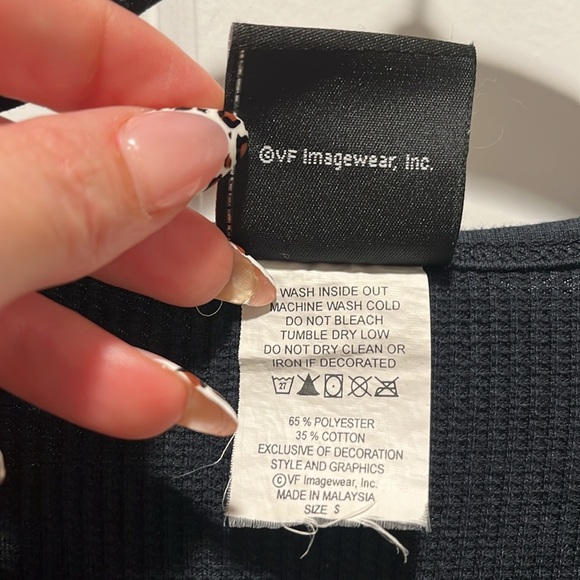 ©VF Imagewear, Inc.
WASH INSIDE OUT
MACHINE WASH COLD
DO NOT BLEACH
TUMBLE DRY LOW
DO NOT DRY CLEAN OR
IRON IF DECORATED
27
65 % POLYESTER
35 % COTTON
EXCLUSIVE OF DECORATION
STYLE AND GRAPHICS
©VF Imagewear, Inc.
MADE IN MALAYSIA
SIZE S